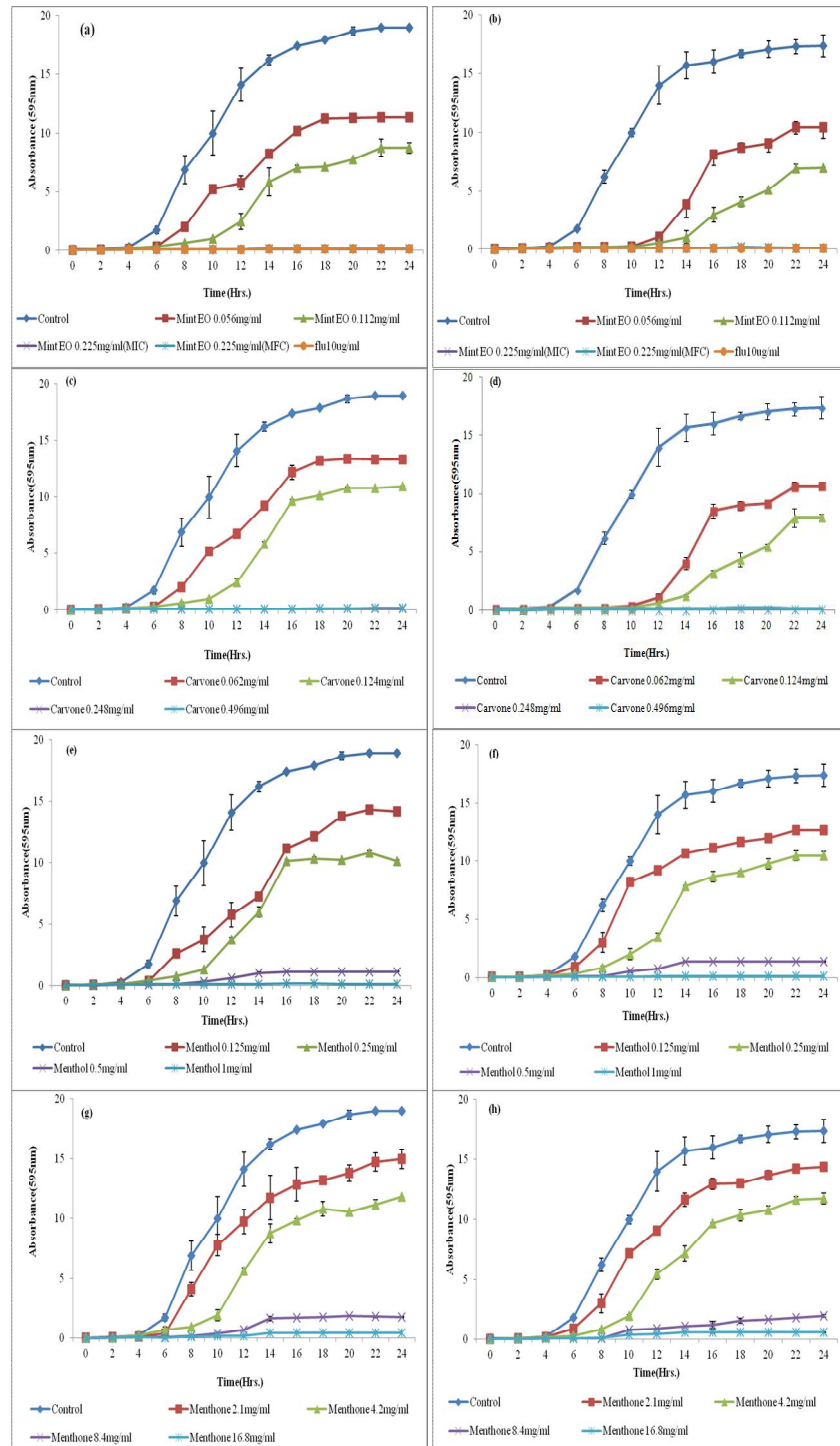 (a)
Absorbance (595nm)
20
15
10
5
0
0 2 4 6 8 10 12 14 16 18 20 22 24
Time(Hrs.)
Control Mint EO 0.056mg/ml Mint EO 0.112mg/ml
Mint EO 0.225mg/ml(MIC) Mint EO 0.225mg/ml(MFC) flu10ug/ml
(b)
Absorbance(595nm)
20
15
10
5
0
0 2 4 6 8 10 12 14 16 18 20 22 24
Time(Hrs.)
Control Mint EO 0.056mg/ml Mint EO 0.112mg/ml
Mint EO 0.225mg/ml(MIC) Mint EO 0.225mg/ml(MFC) flu10ug/ml
(c)
Absorbance(595nm)
20
15
10
5
0
0 2 4 6 8 10 12 14 16 18 20 22 24
Time(Hrs.)
Control Carvone 0.062mg/ml Carvone 0.124mg/ml
Carvone 0.248mg/ml Carvone 0.496mg/ml
(d)
Absorbance(595nm)
20
15
10
5
0
0 2 4 6 8 10 12 14 16 18 20 22 24
Time(Hrs.)
Control Carvone 0.062mg/ml Carvone 0.124mg/ml
Carvone 0.248mg/ml Carvone 0.496mg/ml
(e)
Absorbance(595nm)
20
15
10
5
0
0 2 4 6 8 10 12 14 16 18 20 22 24
Time(Hrs.)
Control Menthol 0.125mg/ml Menthol 0.25mg/ml
Menthol 0.5mg/ml Menthol 1mg/ml
(f)
Absorbance(595nm)
20
15
10
5
0
0 2 4 6 8 10 12 14 16 18 20 22 24
Time(Hrs.)
Control Menthol 0.125mg/ml Menthol 0.25mg/ml
Menthol 0.5mg/ml Menthol 1mg/ml
(g)
Absorbance(595nm)
20
15
10
5
0
0 2 4 6 8 10 12 14 16 18 20 22 24
Time(Hrs.)
Control Menthone 2.1mg/ml Menthone 4.2mg/ml
Menthone 8.4mg/ml Menthone 16.8mg/ml
(h)
Absorbance(595nm)
20
15
10
5
0
0 2 4 6 8 10 12 14 16 18 20 22 24
Time(Hrs.)
Control Menthone 2.1mg/ml Menthone 4.2mg/ml
Menthone 8.4mg/ml Menthone 16.8mg/ml